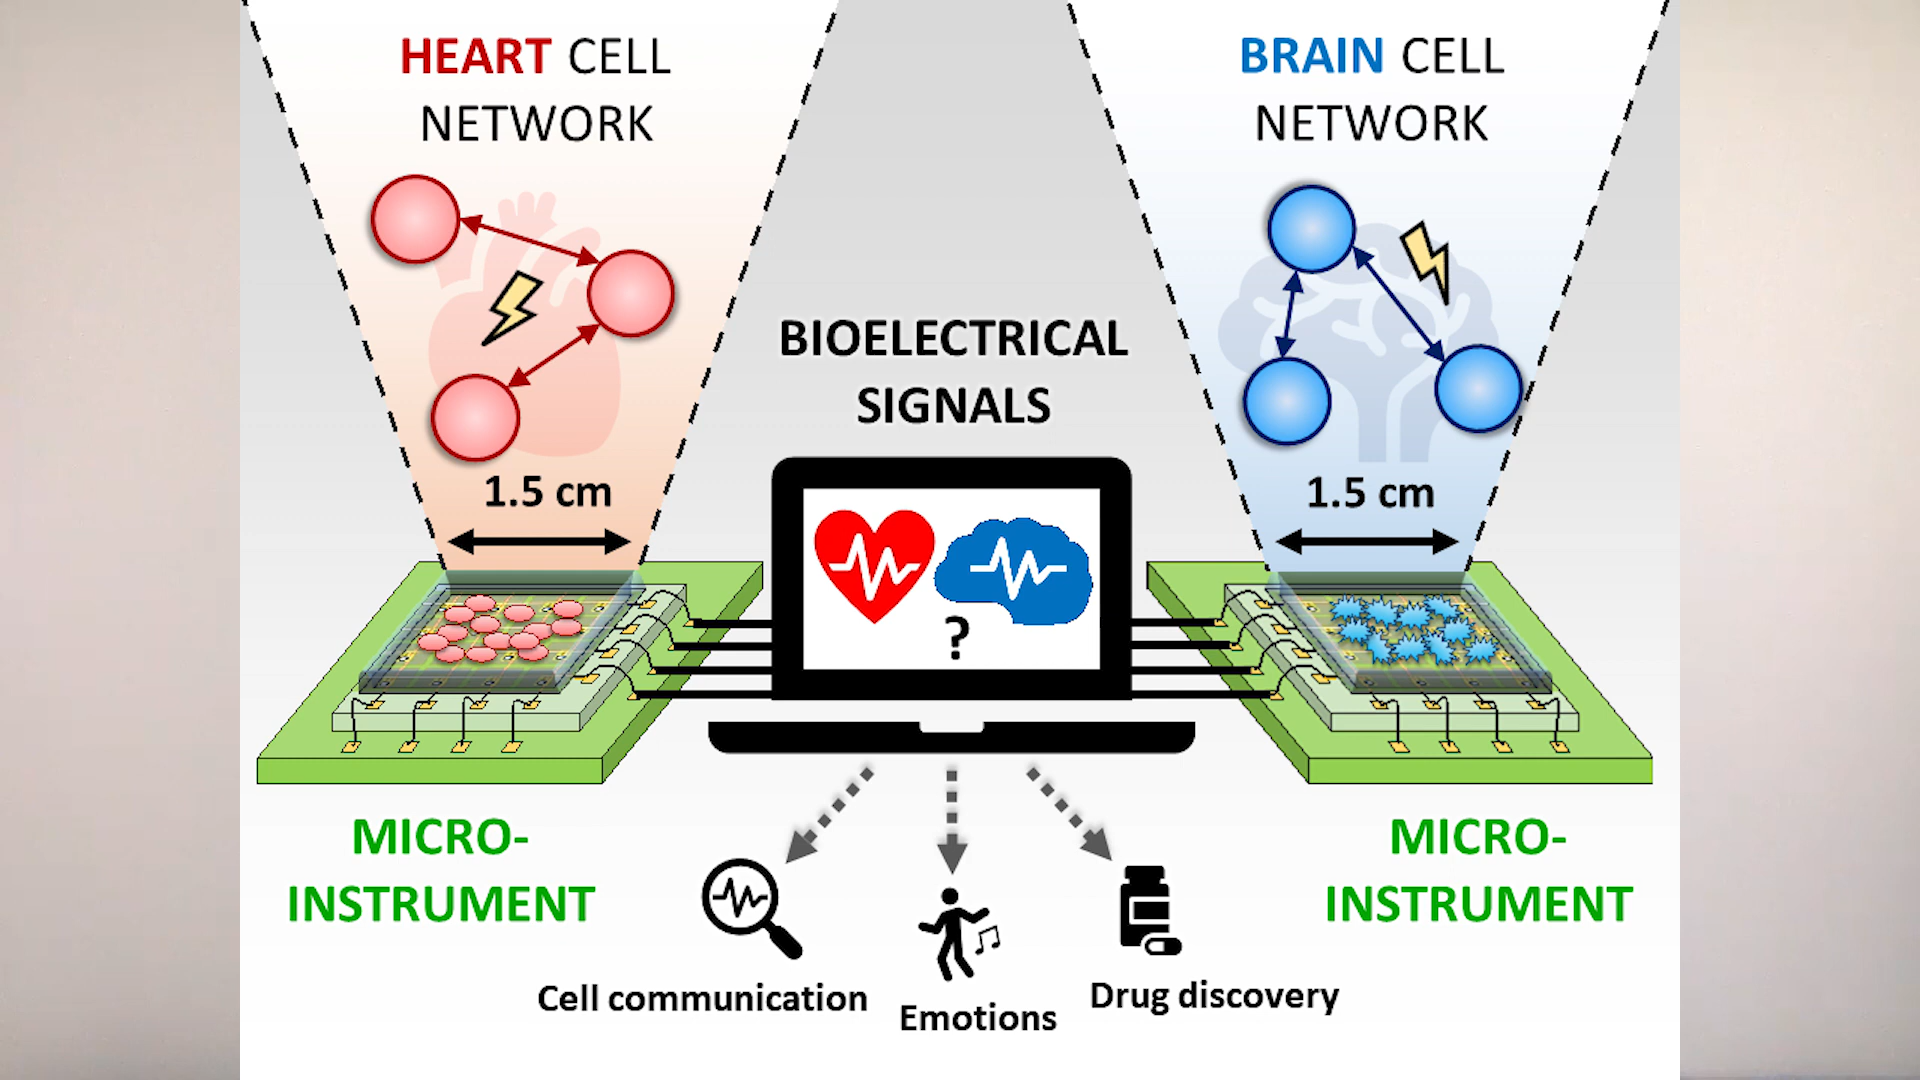 HEART CELL
NETWORK
BRAIN CELL
NETWORK
BIOELECTRICAL
SIGNALS
1.5 cm
1.5 cm
?
MICRO-
INSTRUMENT
MICRO-
INSTRUMENT
Cell communication
Emotions
Drug discovery